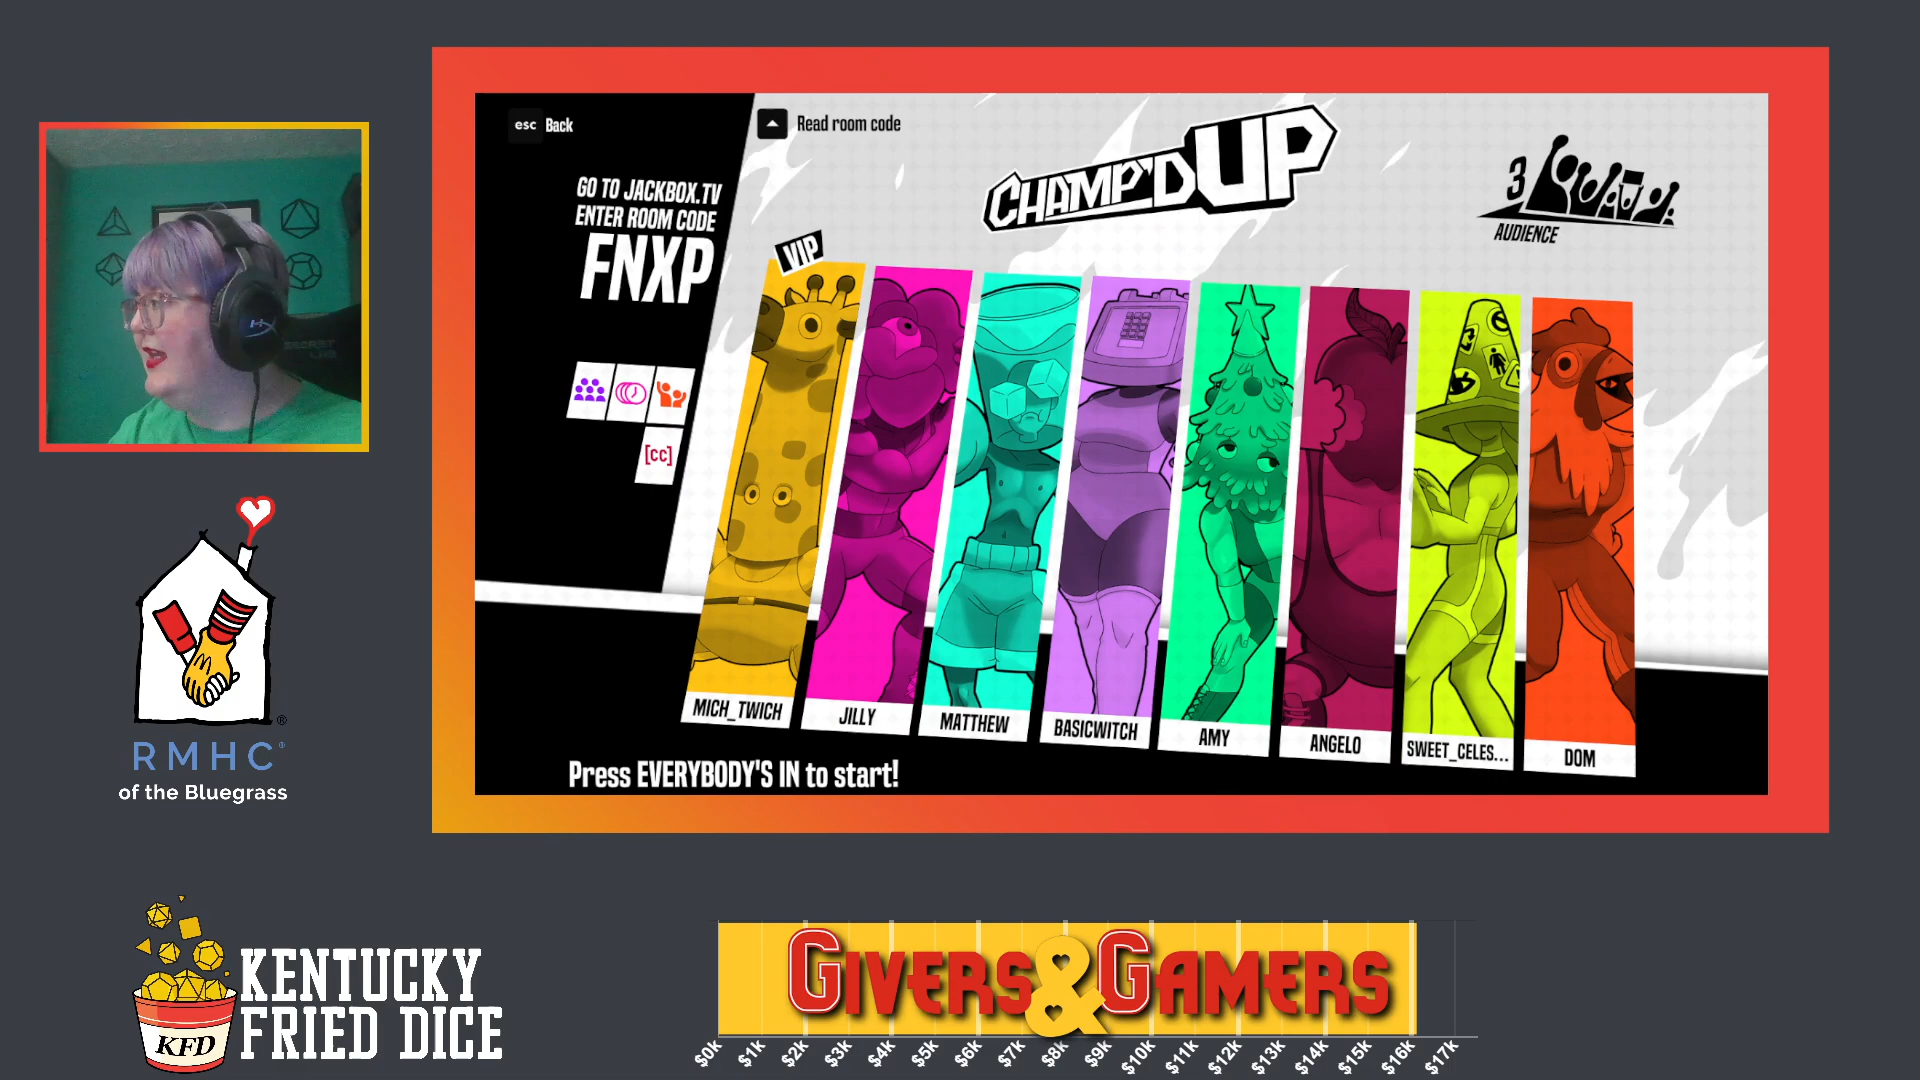 esc Back
Read room code
GO TO JACKBOX.TV
ENTER ROOM CODE
FNXP
CHAMP'D UP
3
AUDIENCE
VIP
[CC]
MICH_TWICH
JILLY
MATTHEW
BASICWITCH
AMY
ANGELO
SWEET_CELES...
DOM
Press EVERYBODY'S IN to start!
RMHC®
of the Bluegrass
KENTUCKY
FRIED DICE
KFD
GIVERS & GAMERS
$0k $1k $2k $3k $4k $5k $6k $7k $8k $9k $10k $11k $12k $13k $14k $15k $16k $17k